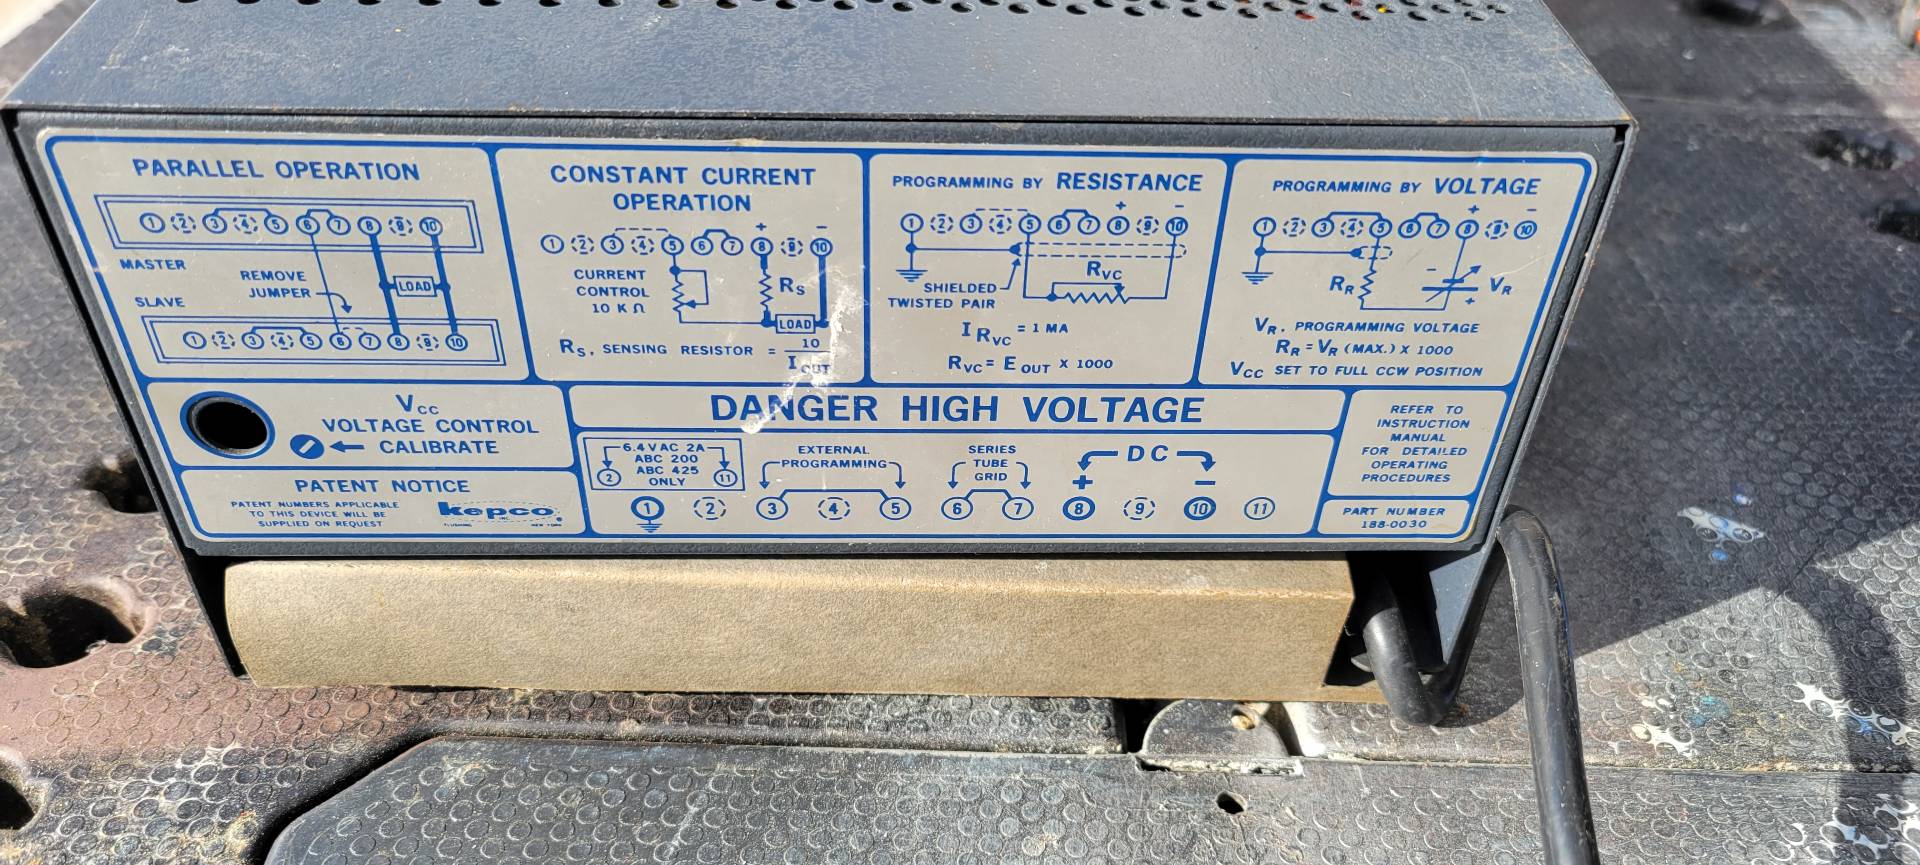 PARALLEL OPERATION
1 2 3 4 5 6 7 8 9 10
MASTER
REMOVE
JUMPER
LOAD
SLAVE
1 2 3 4 5 6 7 8 9 10
CONSTANT CURRENT
OPERATION
+ −
1 2 3 4 5 6 7 8 9 10
CURRENT
CONTROL
10 K Ω
RS
LOAD
RS, SENSING RESISTOR = 10
IOUT
PROGRAMMING BY RESISTANCE
+ −
1 2 3 4 5 6 7 8 9 10
RVC
SHIELDED
TWISTED PAIR
IRVC = 1 MA
RVC = EOUT X 1000
PROGRAMMING BY VOLTAGE
+ −
1 2 3 4 5 6 7 8 9 10
RR
− VR
+
VR, PROGRAMMING VOLTAGE
RR = VR (MAX.) X 1000
VCC SET TO FULL CCW POSITION
VCC
VOLTAGE CONTROL
CALIBRATE
PATENT NOTICE
PATENT NUMBERS APPLICABLE
TO THIS DEVICE WILL BE
SUPPLIED ON REQUEST
kepco
INC.
FLUSHING NEW YORK
DANGER HIGH VOLTAGE
6.4 VAC 2A
ABC 200
ABC 425
ONLY
2 11
EXTERNAL
PROGRAMMING
SERIES
TUBE
GRID
DC
+ −
1 2 3 4 5 6 7 8 9 10 11
REFER TO
INSTRUCTION
MANUAL
FOR DETAILED
OPERATING
PROCEDURES
PART NUMBER
188-0030